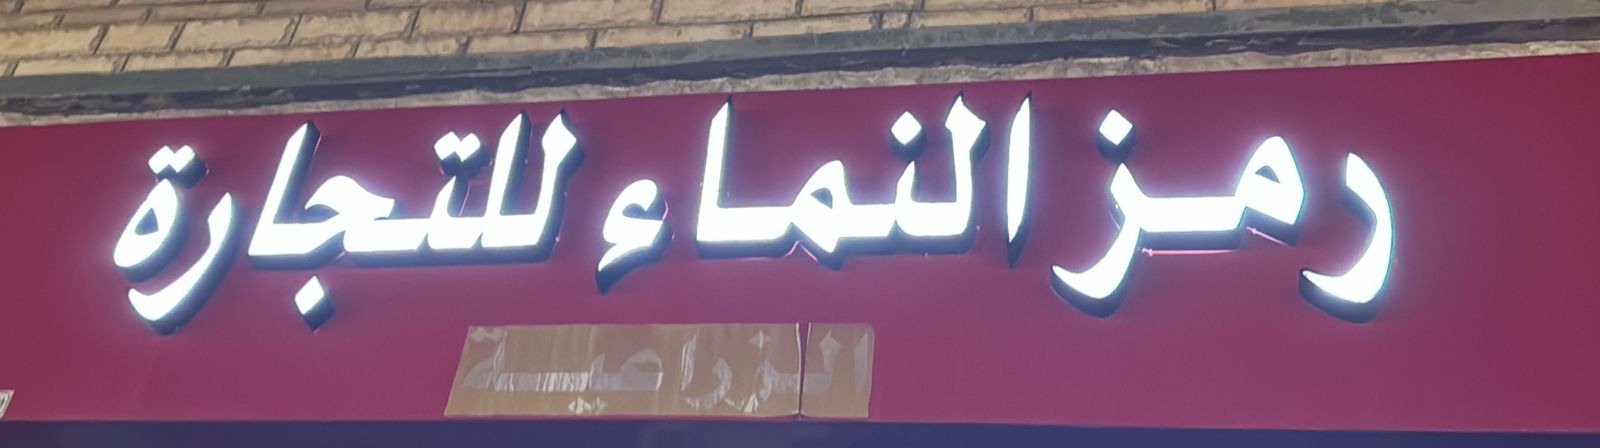 رمز النماء للتجارة
الزراعية